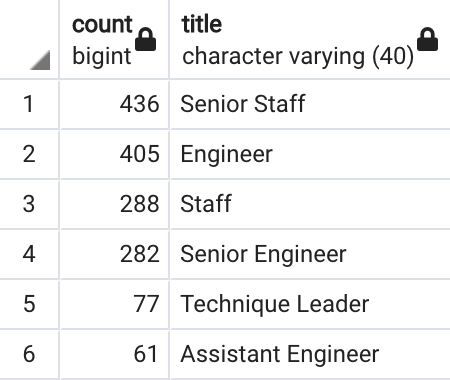 count title
bigint character varying (40)
1 436 Senior Staff
2 405 Engineer
3 288 Staff
4 282 Senior Engineer
5 77 Technique Leader
6 61 Assistant Engineer